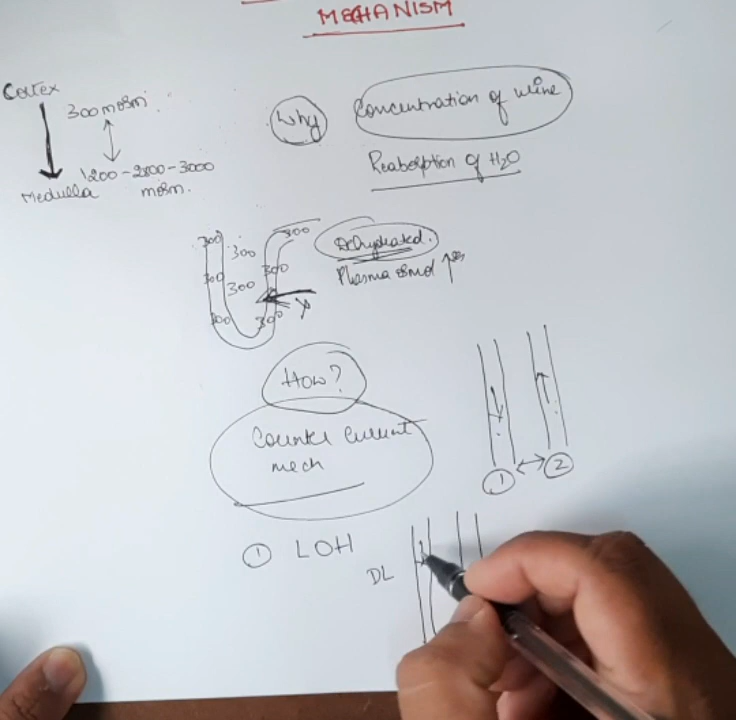 MECHANISM
Cortex
300 mosm
1200-2800-3000
Medulla mosm.
Why
Concentration of urine
Reabsorption of H2O
300
300
300
Dehydrated.
300
300
Plasma osmol
300
300
300
How?
Counter current
mech
1
2
① LOH
DL